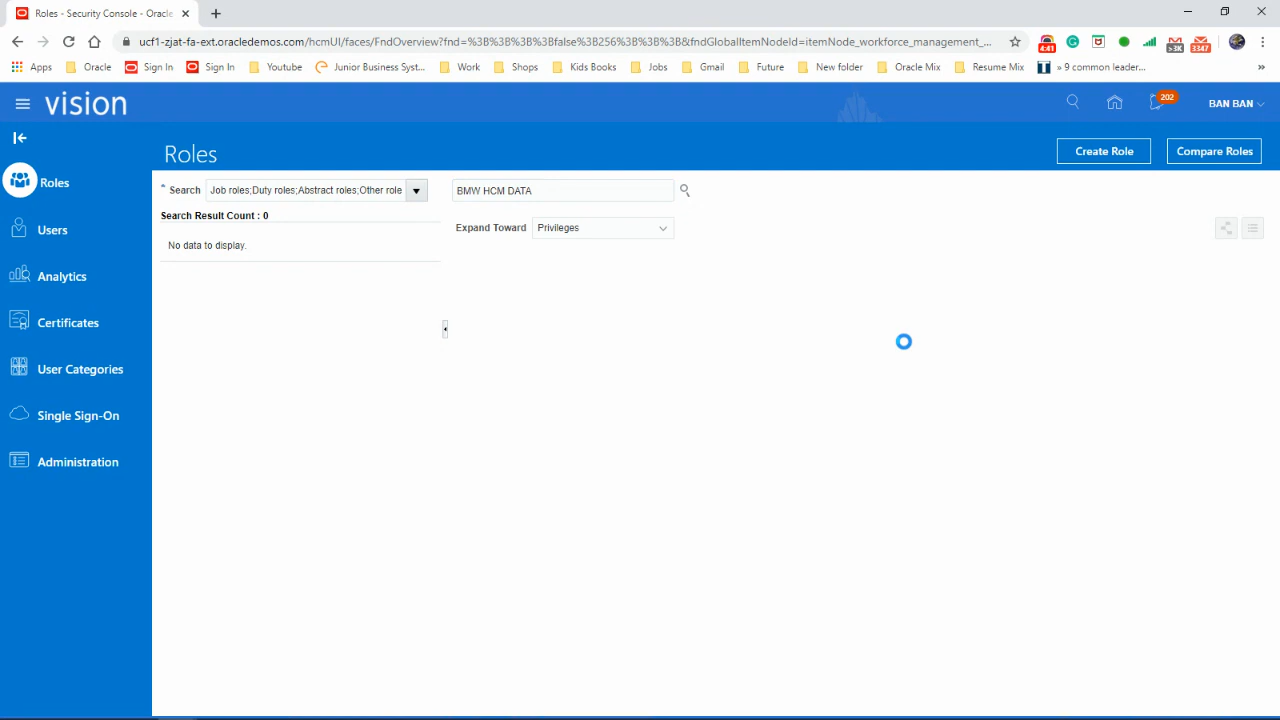 Roles - Security Console - Oracle
ucf1-zjat-fa-ext.oracledemos.com/hcmUI/faces/FndOverview?fnd=%3B%3B%3B%3Bfalse%3B256%3B%3B%3B&fndGlobalItemNodeId=itemNode_workforce_management_...
4:41
>3K
3347
Apps
Oracle
Sign In
Sign In
Youtube
Junior Business Syst...
Work
Shops
Kids Books
Jobs
Gmail
Future
New folder
Oracle Mix
Resume Mix
» 9 common leader...
»
vision
202
BAN BAN
Roles
Create Role
Compare Roles
Roles
Users
Analytics
Certificates
User Categories
Single Sign-On
Administration
* Search
Job roles;Duty roles;Abstract roles;Other role
BMW HCM DATA
Search Result Count : 0
Expand Toward
Privileges
No data to display.